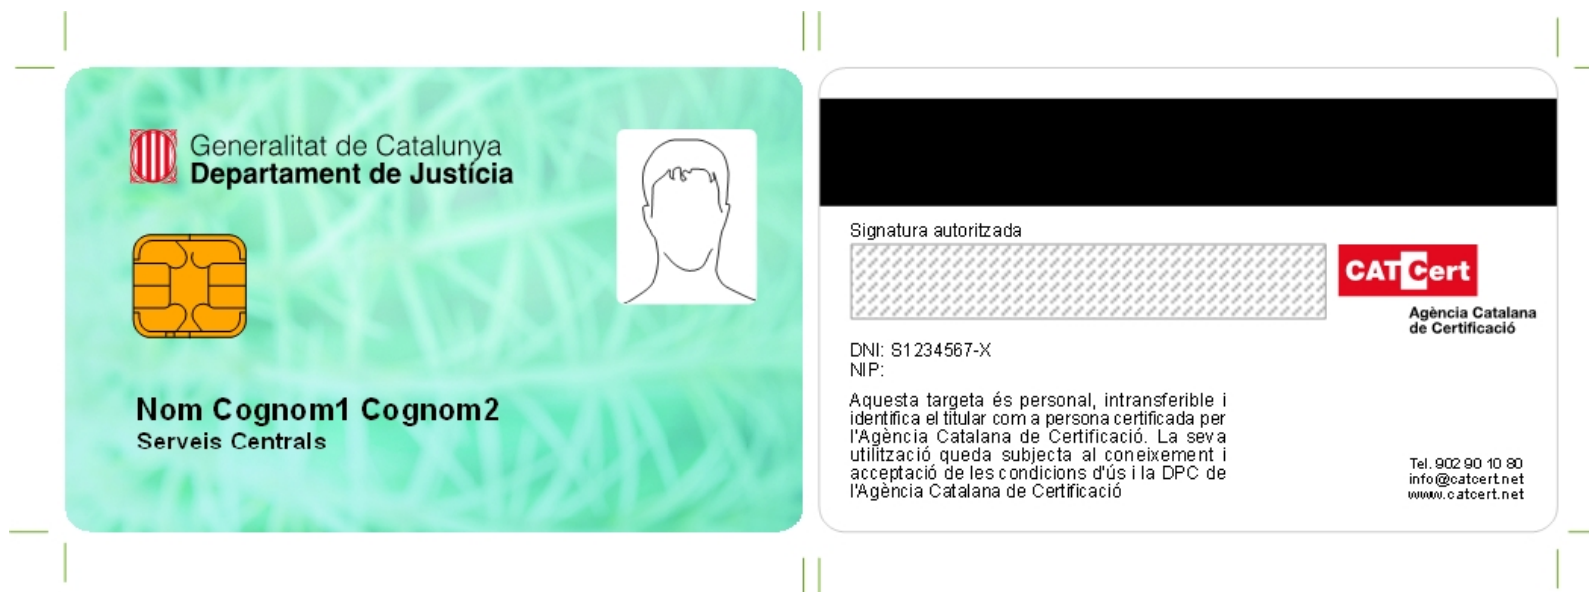 Generalitat de Catalunya
Departament de Justícia
Nom Cognom1 Cognom2
Serveis Centrals
Signatura autoritzada
CATCert
Agència Catalana
de Certificació
DNI: S1234567-X
NIP:
Aquesta targeta és personal, intransferible i
identifica el titular com a persona certificada per
l'Agència Catalana de Certificació. La seva
utilització queda subjecta al coneixement i
acceptació de les condicions d'ús i la DPC de
l'Agència Catalana de Certificació
Tel. 902 90 10 80
info@catcert.net
www.catcert.net